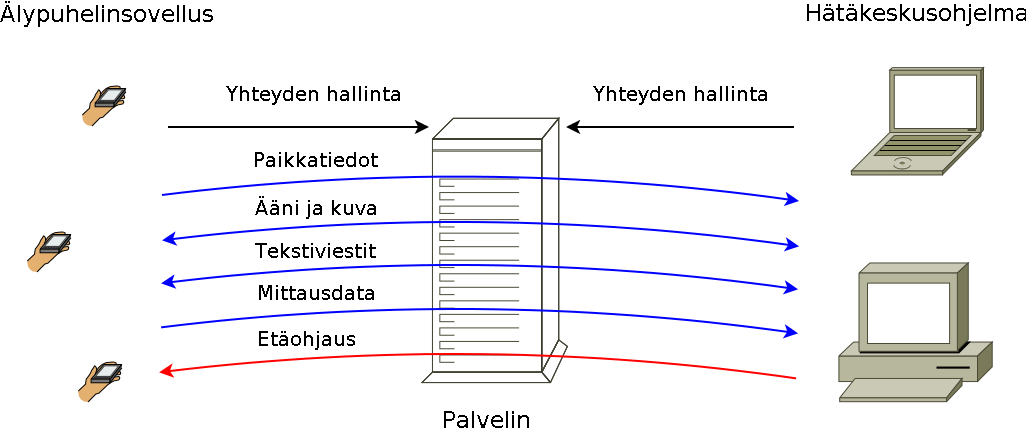 Älypuhelinsovellus
Hätäkeskusohjelma
Yhteyden hallinta
Yhteyden hallinta
Paikkatiedot
Ääni ja kuva
Tekstiviestit
Mittausdata
Etäohjaus
Palvelin